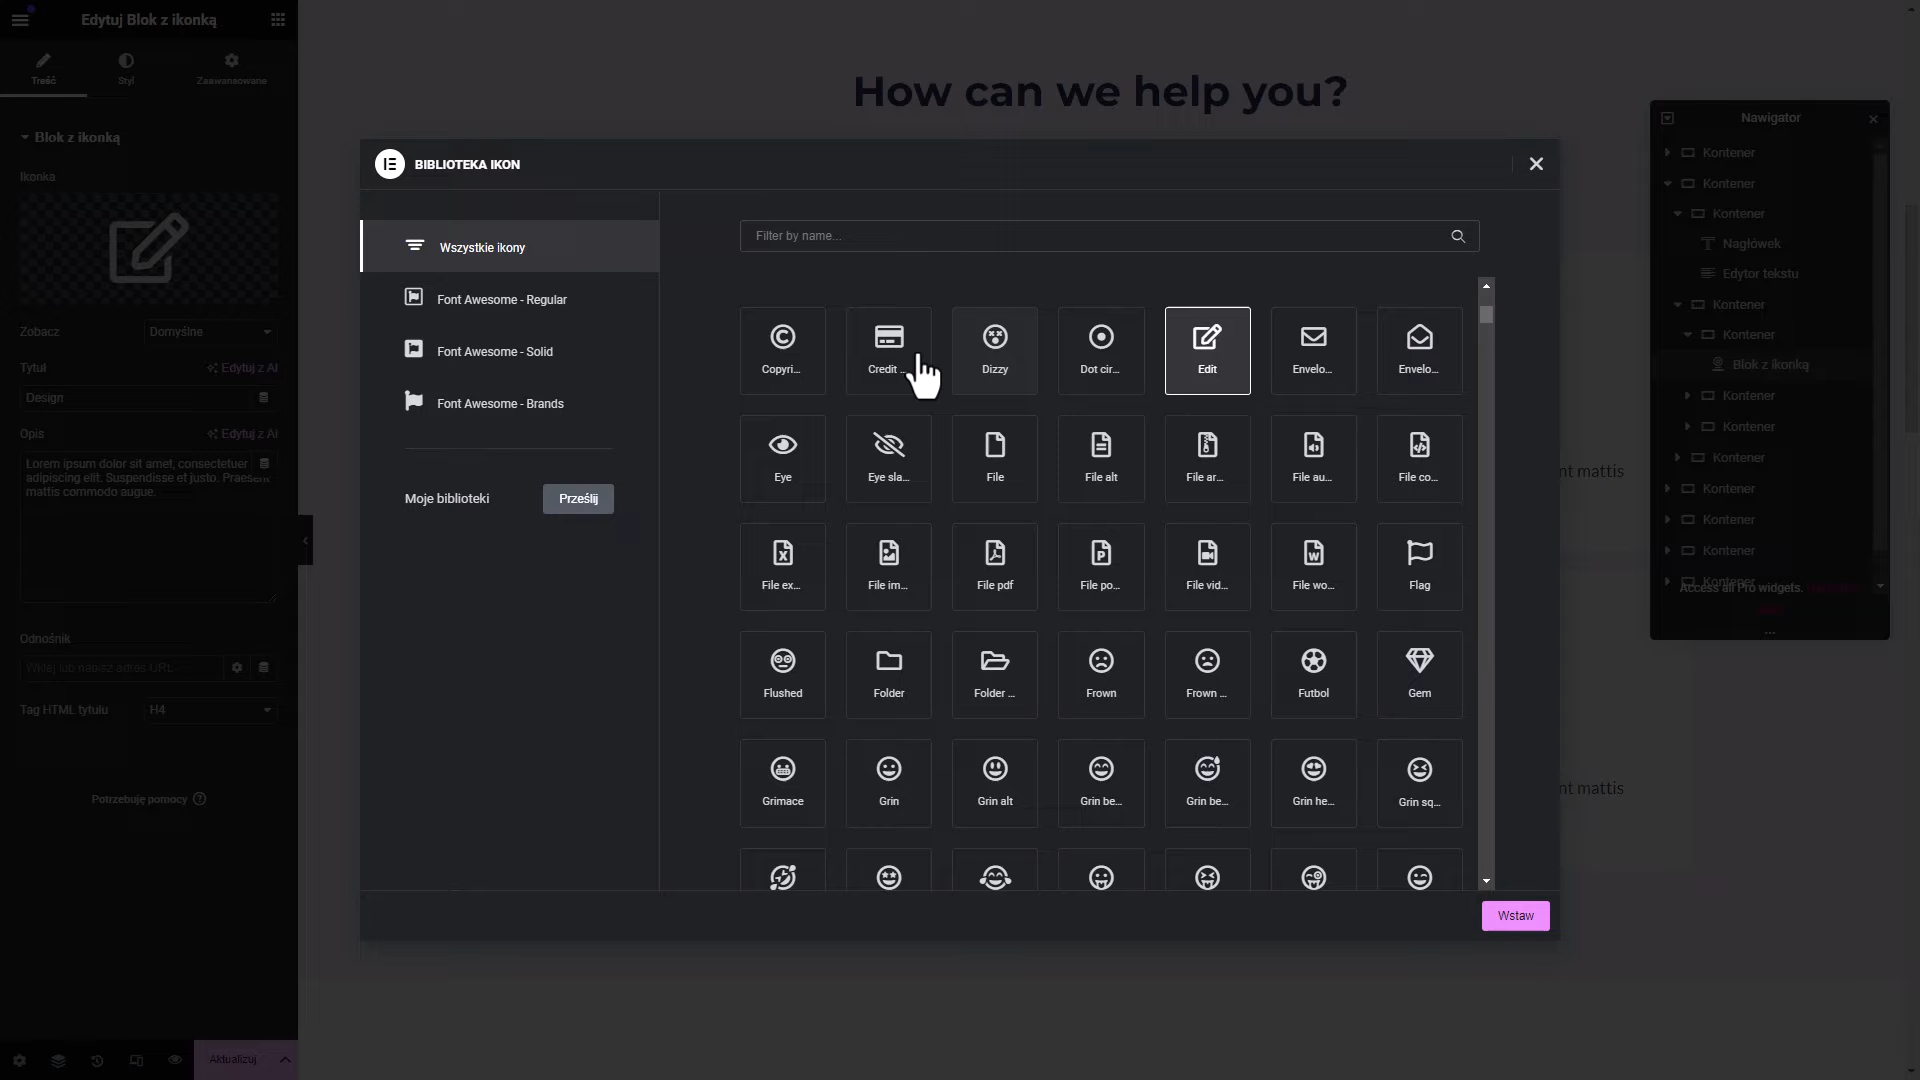 Edytuj Blok z ikonką
Treść
Styl
Zaawansowane
Blok z ikonką
Ikonka
Zobacz
Domyślne
Tytuł
Edytuj z AI
Design
Opis
Edytuj z AI
Lorem ipsum dolor sit amet, consectetuer
adipiscing elit. Suspendisse et justo. Praesent
mattis commodo augue.
Odnośnik
Wklej lub napisz adres URL
Tag HTML tytułu
H4
Potrzebuję pomocy
Aktualizuj
How can we help you?
BIBLIOTEKA IKON
Wszystkie ikony
Font Awesome - Regular
Font Awesome - Solid
Font Awesome - Brands
Moje biblioteki
Prześlij
Filter by name...
Copyri...
Credit ...
Dizzy
Dot cir...
Edit
Envelo...
Envelo...
Eye
Eye sla...
File
File alt
File ar...
File au...
File co...
File ex...
File im...
File pdf
File po...
File vid...
File wo...
Flag
Flushed
Folder
Folder ...
Frown
Frown ...
Futbol
Gem
Grimace
Grin
Grin alt
Grin be...
Grin be...
Grin he...
Grin sq...
Wstaw
Nawigator
Kontener
Kontener
Kontener
Nagłówek
Edytor tekstu
Kontener
Kontener
Blok z ikonką
Kontener
Kontener
Kontener
Kontener
Kontener
Kontener
Kontener
Access all Pro widgets.
nt mattis
nt mattis